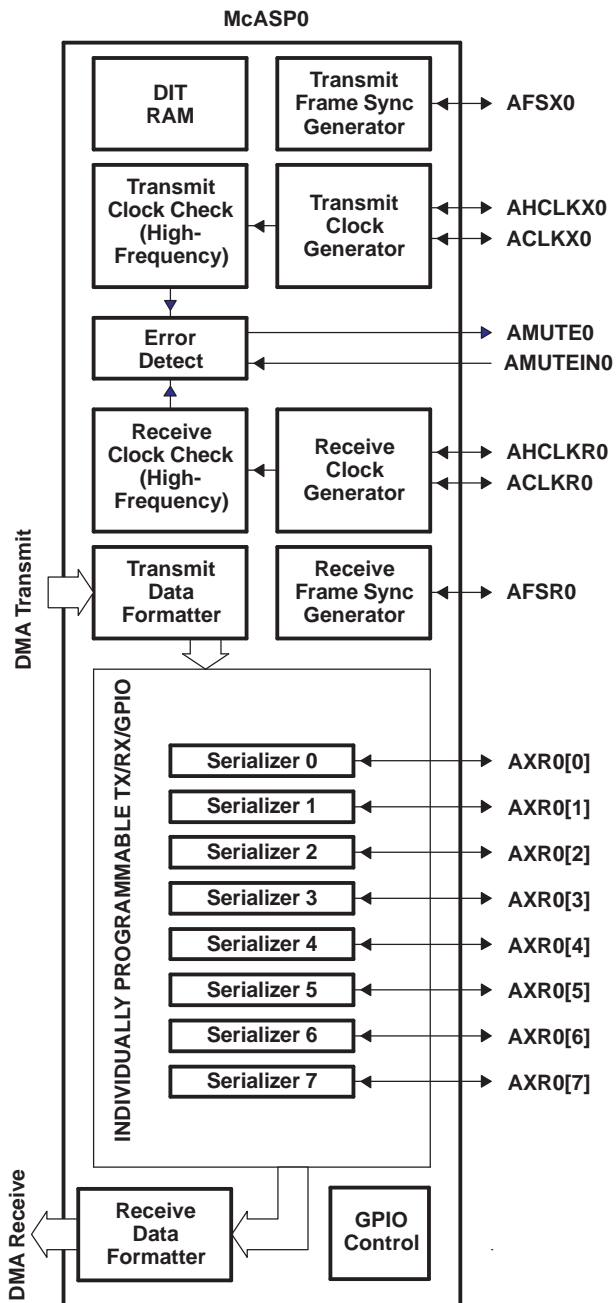 McASP0
DIT
RAM
Transmit
Frame Sync
Generator
AFSX0
Transmit
Clock Check
(High-
Frequency)
Transmit
Clock
Generator
AHCLKX0
ACLKX0
Error
Detect
AMUTE0
AMUTEIN0
Receive
Clock Check
(High-
Frequency)
Receive
Clock
Generator
AHCLKR0
ACLKR0
DMA Transmit
Transmit
Data
Formatter
Receive
Frame Sync
Generator
AFSR0
INDIVIDUALLY PROGRAMMABLE TX/RX/GPIO
Serializer 0
AXR0[0]
Serializer 1
AXR0[1]
Serializer 2
AXR0[2]
Serializer 3
AXR0[3]
Serializer 4
AXR0[4]
Serializer 5
AXR0[5]
Serializer 6
AXR0[6]
Serializer 7
AXR0[7]
DMA Receive
Receive
Data
Formatter
GPIO
Control